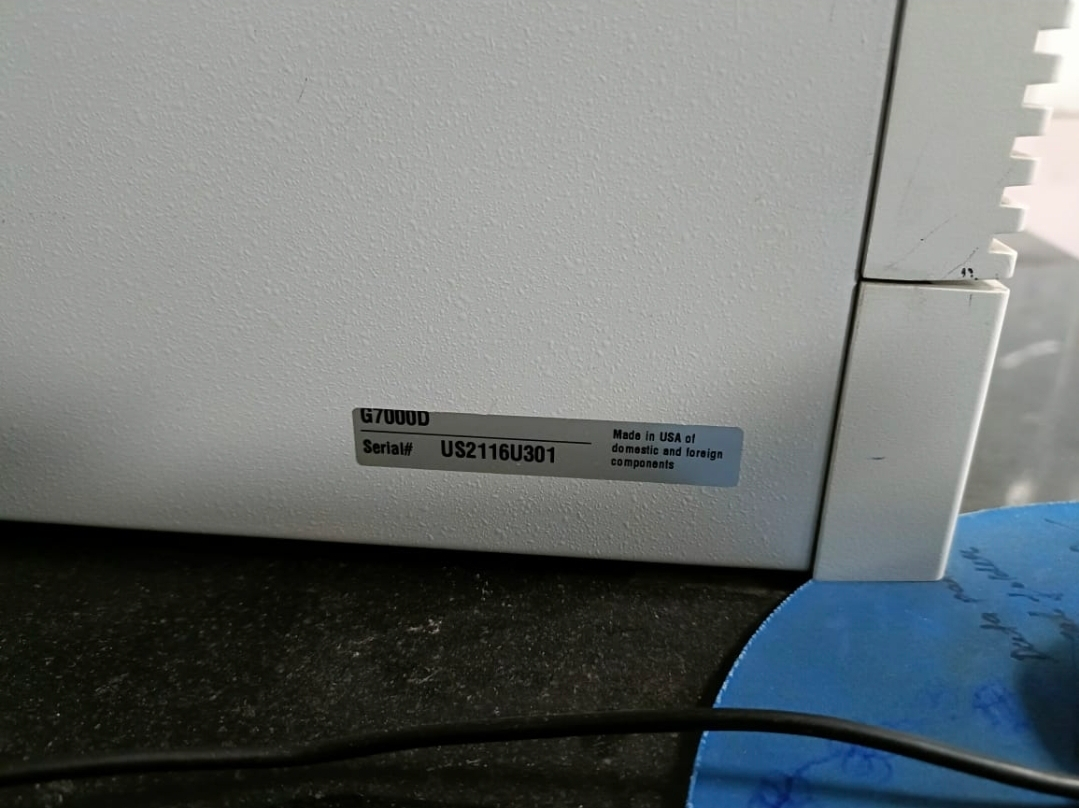 G7000D
Serial# US2116U301
Made in USA of
domestic and foreign
components